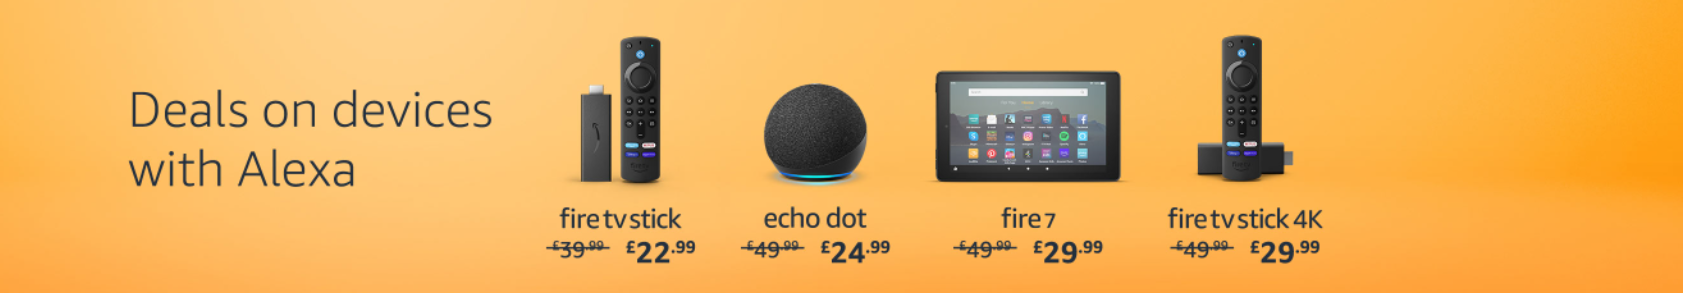 Deals on devices
with Alexa
fire tv stick
£39.99 £22.99
echo dot
£49.99 £24.99
fire 7
£49.99 £29.99
fire tv stick 4K
£49.99 £29.99